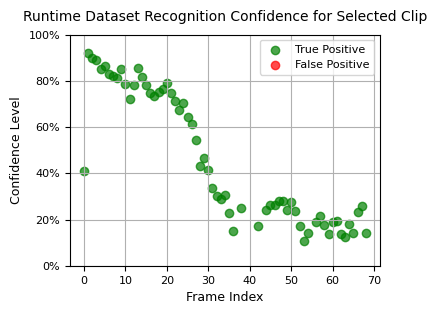 Runtime Dataset Recognition Confidence for Selected Clip
100%
80%
60%
40%
20%
0%
Confidence Level
True Positive
False Positive
0 10 20 30 40 50 60 70
Frame Index